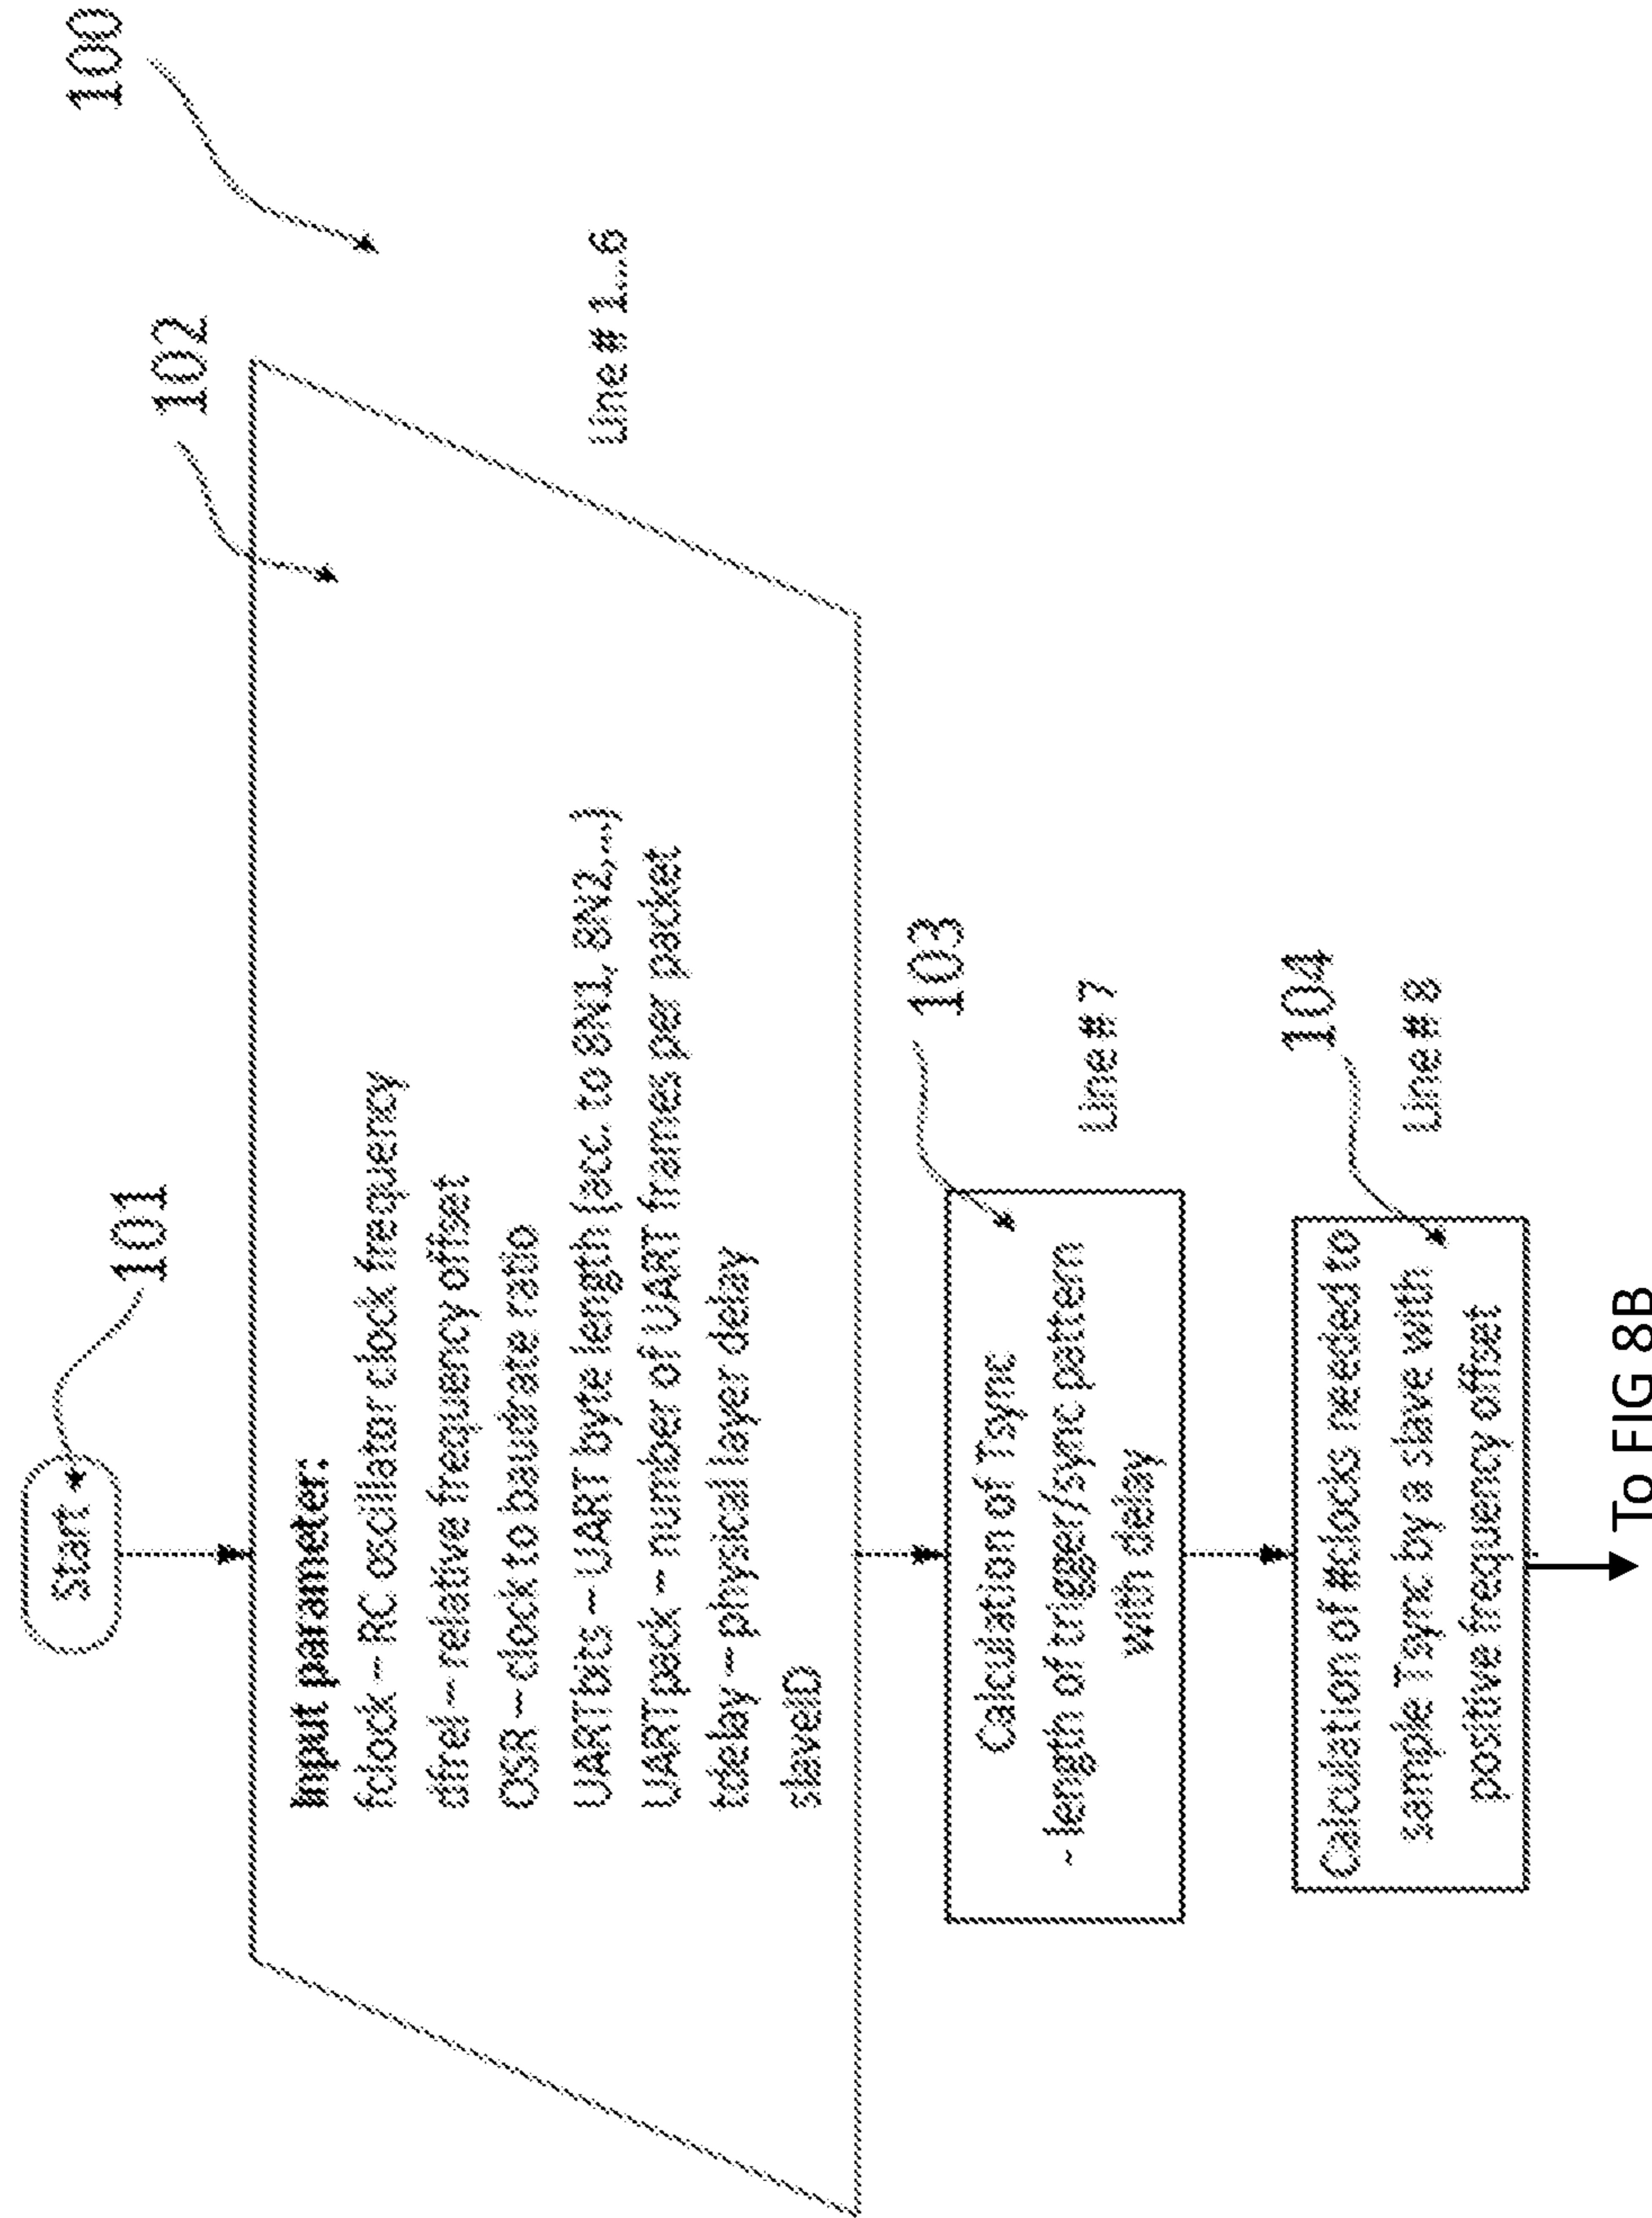 100
101
Start
102
Input parameter:
fclock – RC oscillator clock frequency
dfrel – relative frequency offset
OSR – clock to baudrate ratio
UARTbits – UART byte length (acc. to 8N1, 8N2,…)
UARTpack – number of UART frames per packet
tdelay – physical layer delay
slaveID
Line # 1…6
103
Calculation of Tsync
~ length of trigger/sync pattern
with delay
Line # 7
104
Calculation of #clocks needed to
sample Tsync by a slave with
positive frequency offset
Line # 8
To FIG 8B